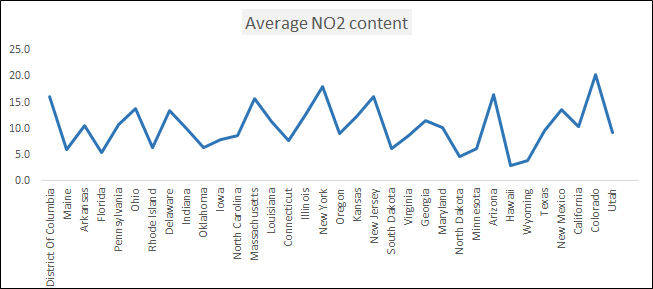 Average NO2 content
25.0
20.0
15.0
10.0
5.0
0.0
District Of Columbia
Maine
Arkansas
Florida
Pennsylvania
Ohio
Rhode Island
Delaware
Indiana
Oklahoma
Iowa
North Carolina
Massachusetts
Louisiana
Connecticut
Illinois
New York
Oregon
Kansas
New Jersey
South Dakota
Virginia
Georgia
Maryland
North Dakota
Minnesota
Arizona
Hawaii
Wyoming
Texas
New Mexico
California
Colorado
Utah